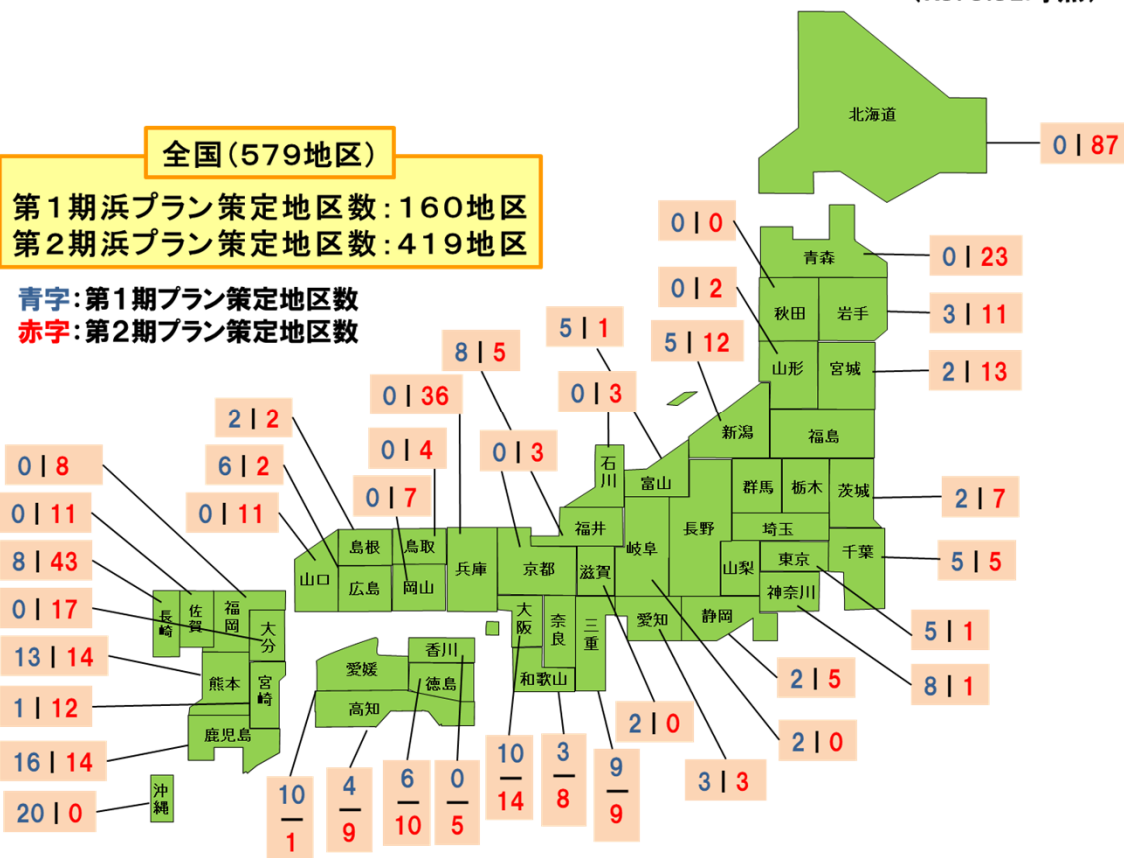 全国(579地区)
第1期浜プラン策定地区数:160地区
第2期浜プラン策定地区数:419地区
青字:第1期プラン策定地区数
赤字:第2期プラン策定地区数
北海道
0 | 87
0 | 0
青森
0 | 23
0 | 2
秋田
岩手
3 | 11
5 | 1
5 | 12
山形
宮城
2 | 13
8 | 5
0 | 3
新潟
福島
0 | 36
2 | 2
0 | 4
0 | 3
石川
富山
群馬
栃木
茨城
2 | 7
0 | 8
6 | 2
0 | 7
0 | 11
0 | 11
福井
長野
埼玉
千葉
5 | 5
島根
鳥取
兵庫
京都
滋賀
岐阜
山梨
東京
8 | 43
山口
広島
岡山
神奈川
5 | 1
長崎
佐賀
福岡
大分
大阪
奈良
三重
愛知
静岡
0 | 17
13 | 14
熊本
宮崎
愛媛
香川
徳島
和歌山
2 | 5
8 | 1
1 | 12
高知
鹿児島
2 | 0
2 | 0
16 | 14
3 | 3
沖縄
20 | 0
10
1
4
9
6
10
0
5
10
14
3
8
9
9